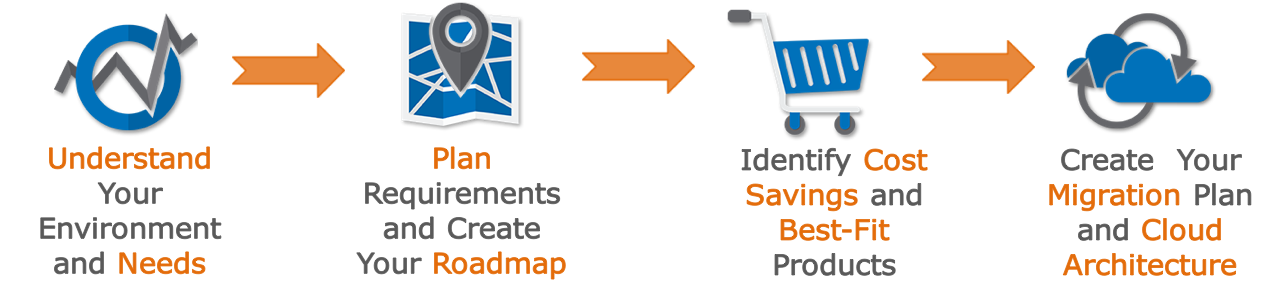 Understand
Your
Environment
and Needs
Plan
Requirements
and Create
Your Roadmap
Identify Cost
Savings and
Best-Fit
Products
Create Your
Migration Plan
and Cloud
Architecture